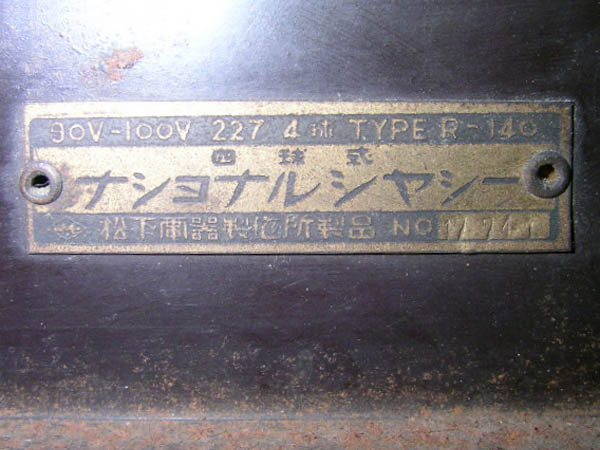 90V-100V 227 4球 TYPE R-140
四球式
ナショナルシャシー
松下電器製作所製品 NO